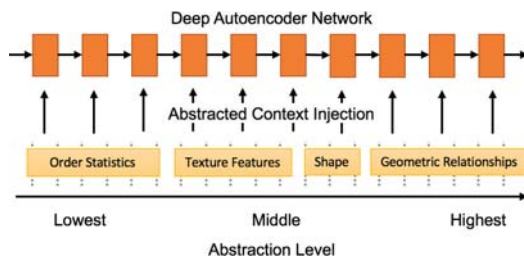 Deep Autoencoder Network
Abstracted Context Injection
Order Statistics Texture Features Shape Geometric Relationships
Lowest Middle Highest
Abstraction Level